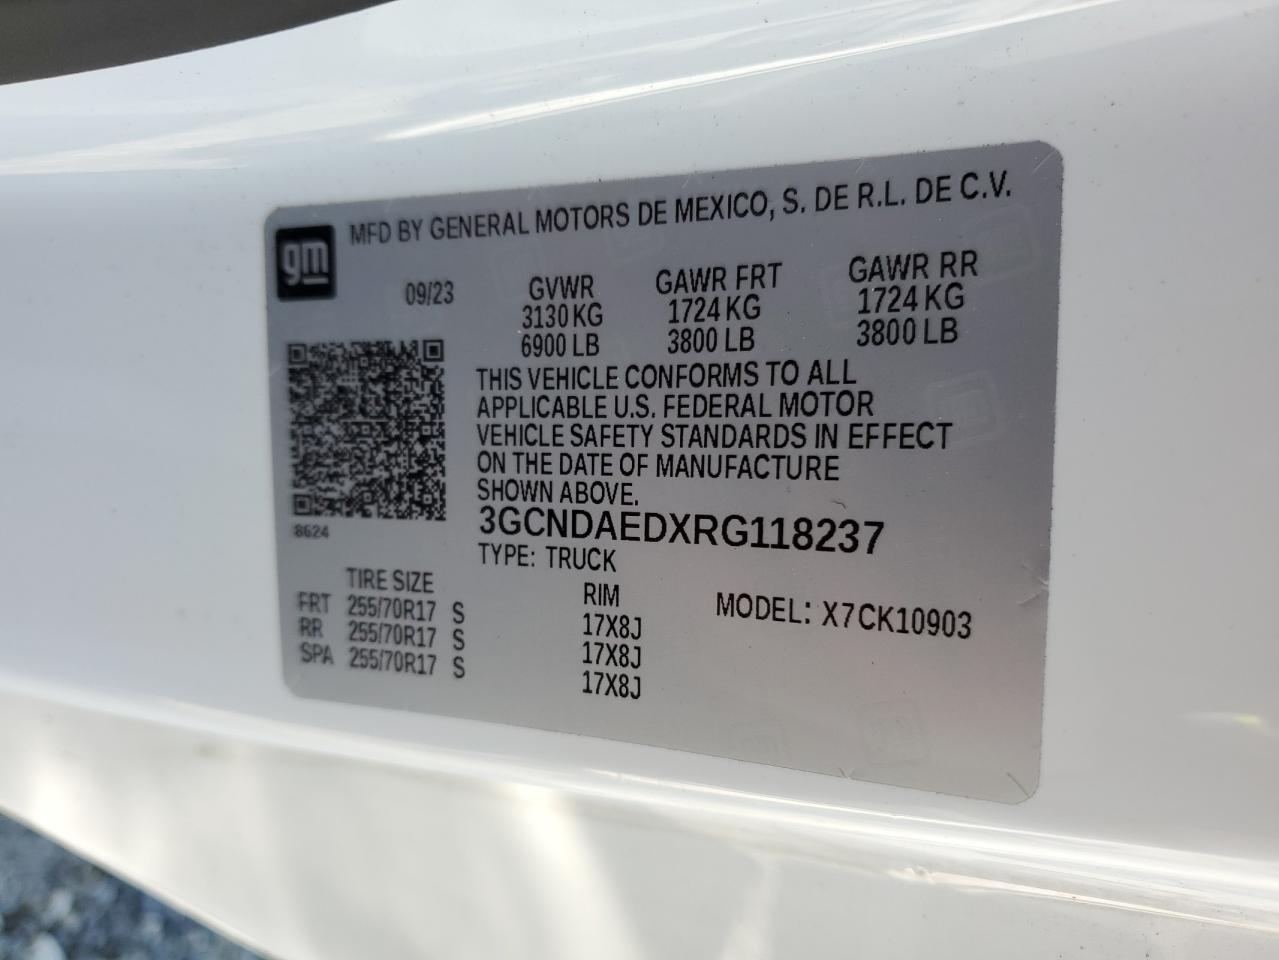 gm
MFD BY GENERAL MOTORS DE MEXICO, S. DE R.L. DE C.V.
09/23 GVWR GAWR FRT GAWR RR
3130 KG 1724 KG 1724 KG
6900 LB 3800 LB 3800 LB
THIS VEHICLE CONFORMS TO ALL
APPLICABLE U.S. FEDERAL MOTOR
VEHICLE SAFETY STANDARDS IN EFFECT
ON THE DATE OF MANUFACTURE
SHOWN ABOVE.
8624
3GCNDAEDXRG118237
TYPE: TRUCK
TIRE SIZE RIM MODEL: X7CK10903
FRT 255/70R17 S 17X8J
RR 255/70R17 S 17X8J
SPA 255/70R17 S 17X8J